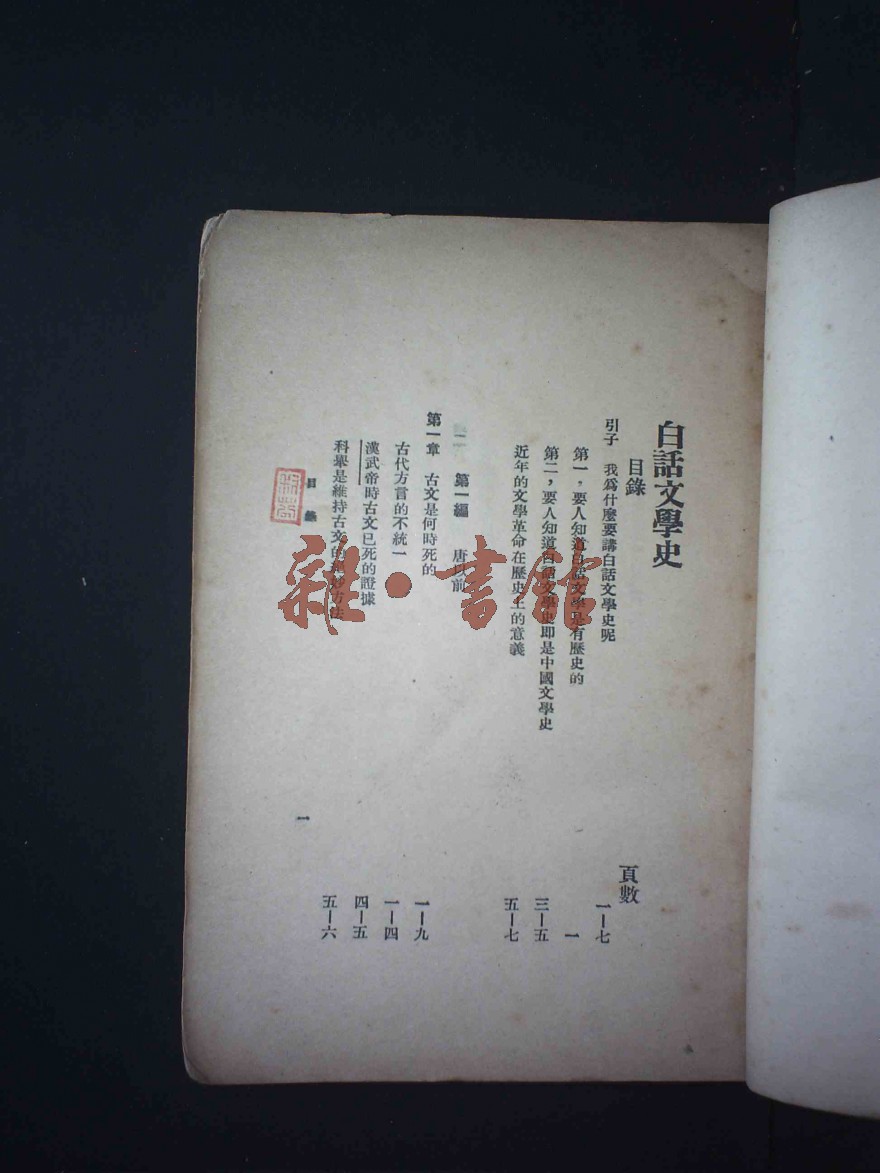 白話文學史
目錄
頁數
引子　我爲什麼要講白話文學史呢　一—七
第一，要人知道白話文學是有歷史的　一
第二，要人知道白話文學史即是中國文學史　三—五
近年的文學革命在歷史上的意義　五—七
第一編　唐以前
第一章　古文是何時死的　一—九
古代方言的不統一　一—四
漢武帝時古文已死的證據　四—五
科舉是維持古文的 方法　五—六
目錄
一
雜·書館